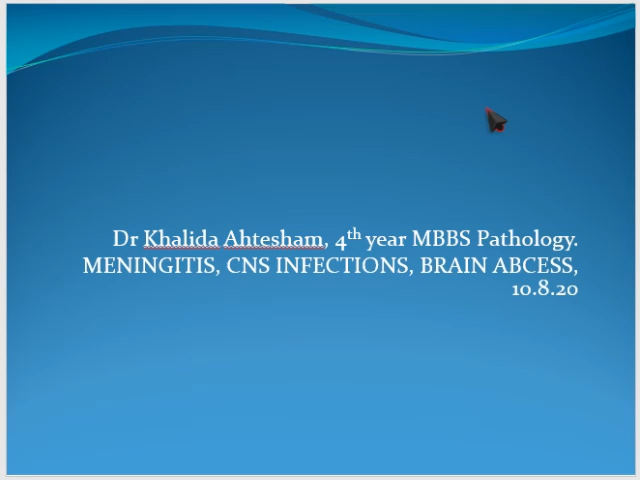 Dr Khalida Ahtesham, 4th year MBBS Pathology.
MENINGITIS, CNS INFECTIONS, BRAIN ABCESS,
10.8.20